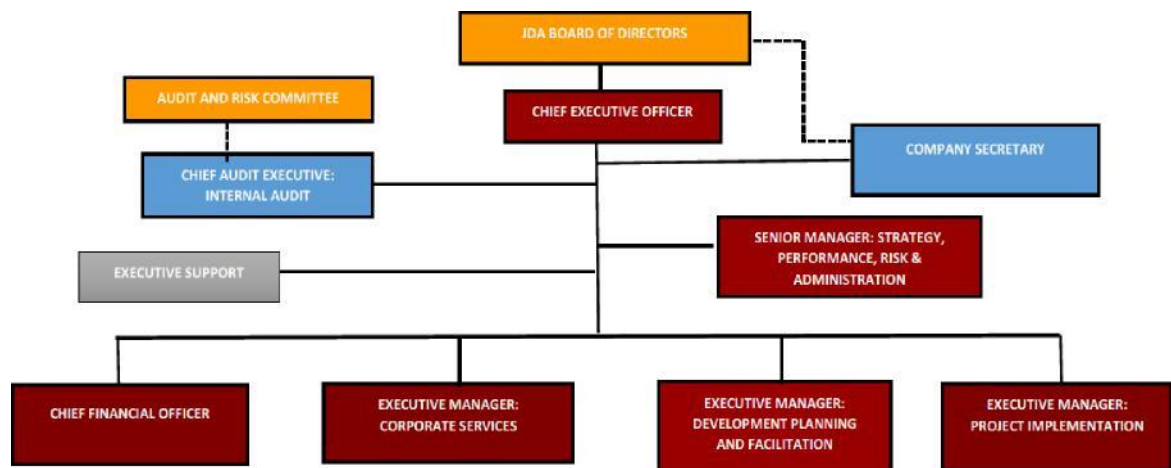 JDA BOARD OF DIRECTORS
AUDIT AND RISK COMMITTEE
CHIEF EXECUTIVE OFFICER
COMPANY SECRETARY
CHIEF AUDIT EXECUTIVE:
INTERNAL AUDIT
SENIOR MANAGER: STRATEGY,
PERFORMANCE, RISK &
ADMINISTRATION
EXECUTIVE SUPPORT
CHIEF FINANCIAL OFFICER
EXECUTIVE MANAGER:
CORPORATE SERVICES
EXECUTIVE MANAGER:
DEVELOPMENT PLANNING
AND FACILITATION
EXECUTIVE MANAGER:
PROJECT IMPLEMENTATION